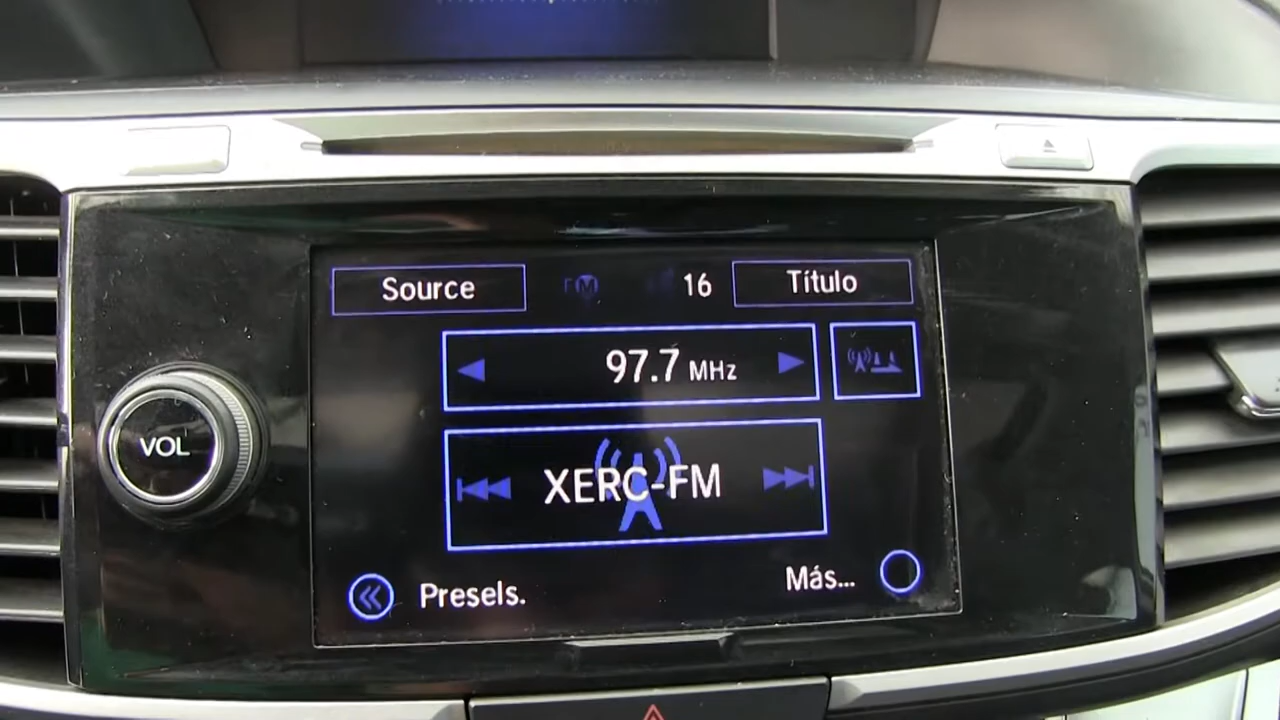 Source FM 16 Título
97.7 MHz
XERC-FM
VOL
Presels. Más...